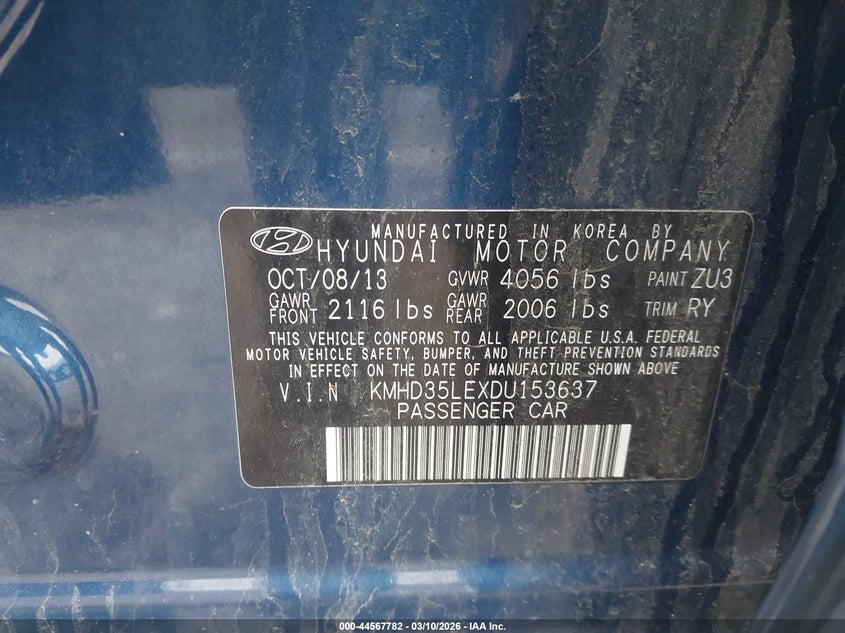 MANUFACTURED IN KOREA BY
HYUNDAI MOTOR COMPANY
OCT/08/13 GVWR 4056 lbs PAINT ZU3
GAWR FRONT 2116 lbs GAWR REAR 2006 lbs TRIM RY
THIS VEHICLE CONFORMS TO ALL APPLICABLE U.S.A. FEDERAL
MOTOR VEHICLE SAFETY, BUMPER, AND THEFT PREVENTION STANDARDS
IN EFFECT ON THE DATE OF MANUFACTURE SHOWN ABOVE
V.I.N KMHD35LEXDU153637
PASSENGER CAR
000-44567782 - 03/10/2026 - IAA Inc.